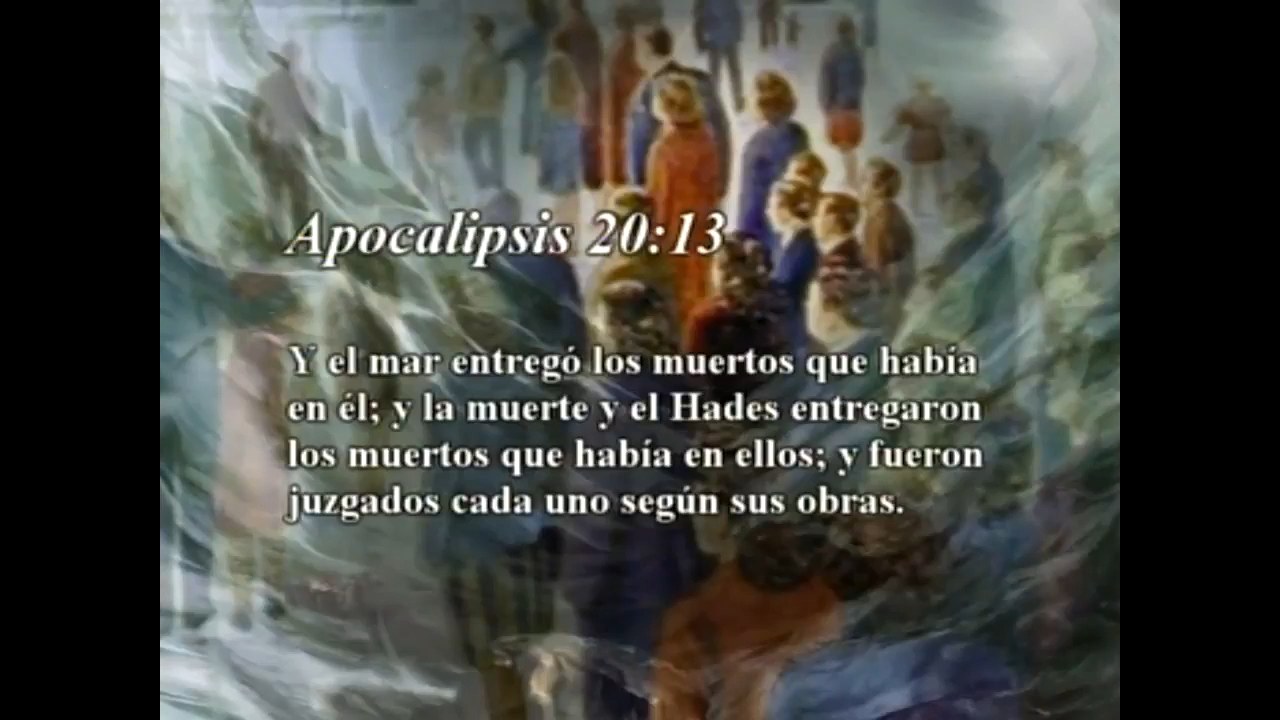 Apocalipsis 20:13
Y el mar entregó los muertos que había
en él; y la muerte y el Hades entregaron
los muertos que había en ellos; y fueron
juzgados cada uno según sus obras.